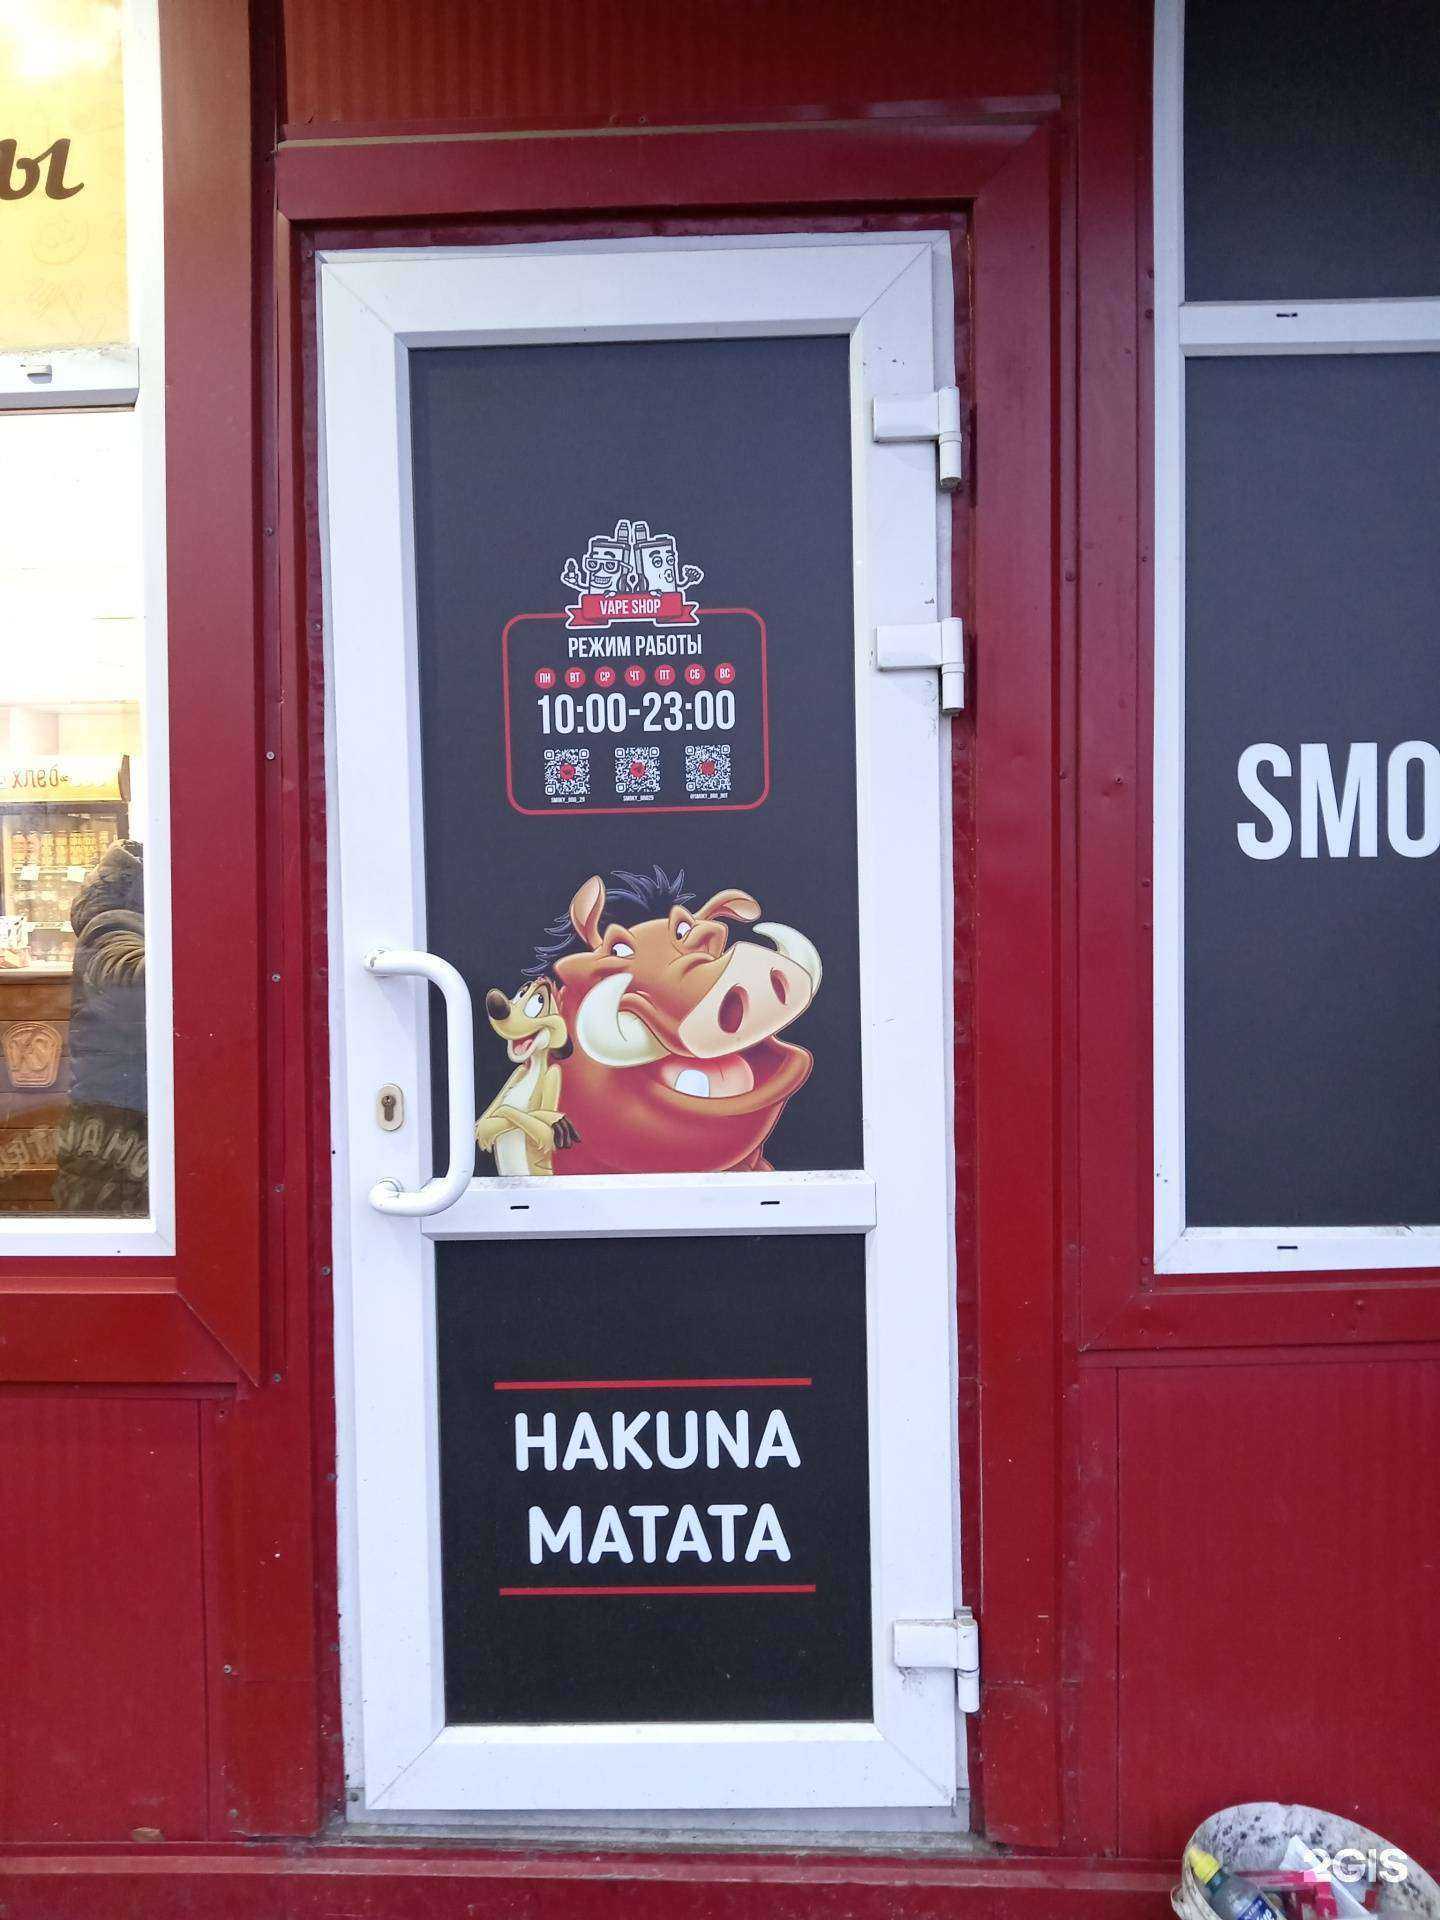 ы
VAPE SHOP
РЕЖИМ РАБОТЫ
ПН ВТ СР ЧТ ПТ СБ ВС
10:00-23:00
SMO
HAKUNA
MATATA
2GIS